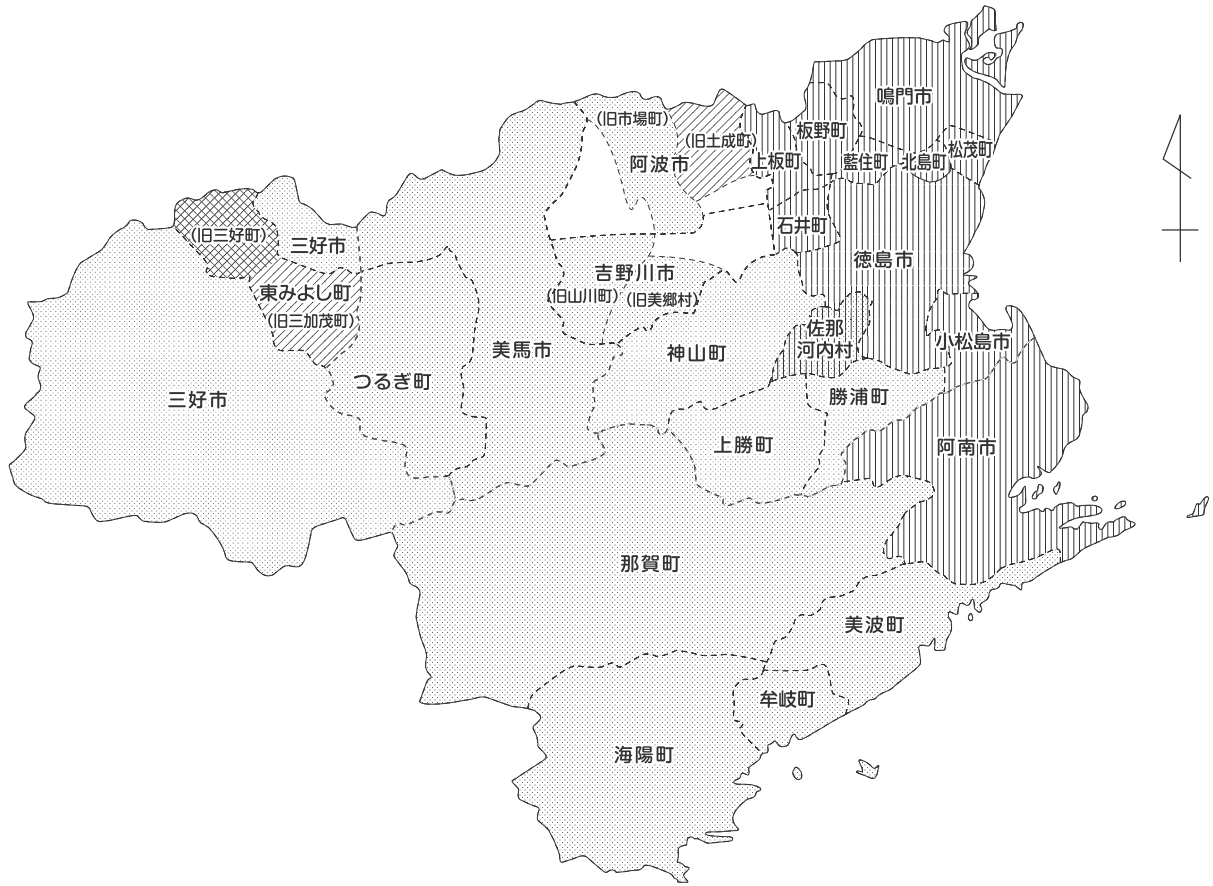 鳴門市
(旧市場町)
板野町
(旧土成町)
松茂町
阿波市
上板町
藍住町
北島町
石井町
(旧三好町)
三好市
徳島市
吉野川市
東みよし町
(旧山川町)
(旧美郷村)
(旧三加茂町)
佐那
河内村
小松島市
美馬市
神山町
つるぎ町
三好市
勝浦町
上勝町
阿南市
那賀町
美波町
牟岐町
海陽町